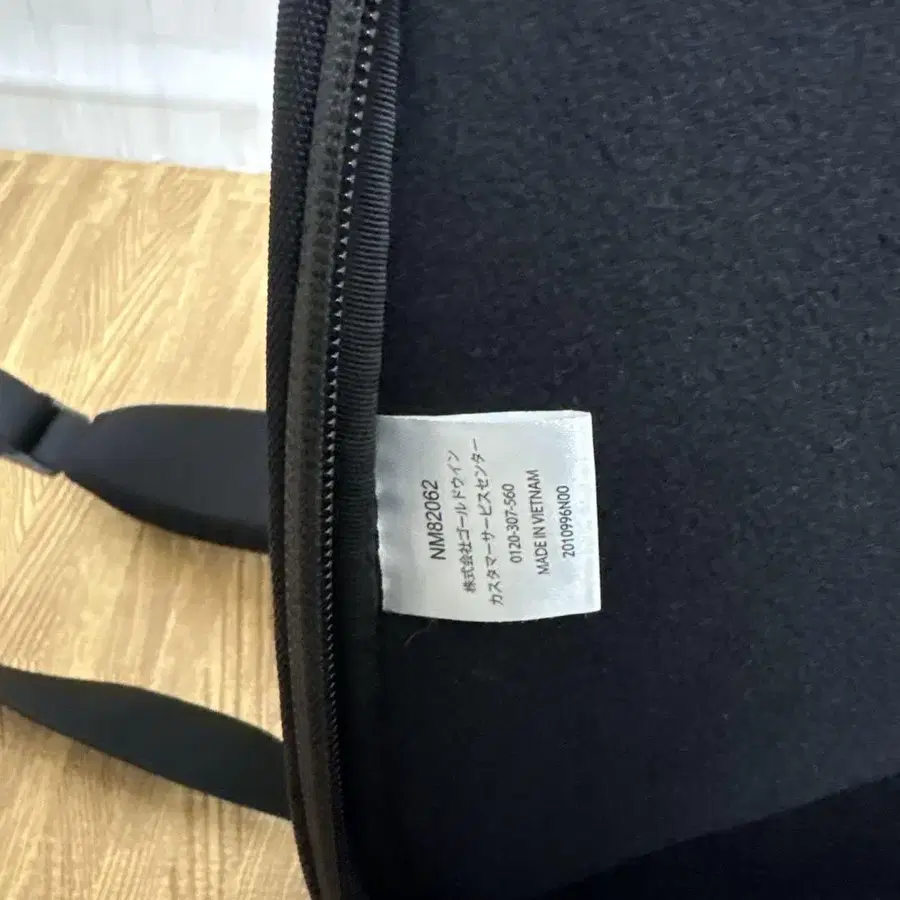 NM82062
株式会社ゴールドウイン
カスタマーサービスセンター
0120-307-560
MADE IN VIETNAM
2010996N00